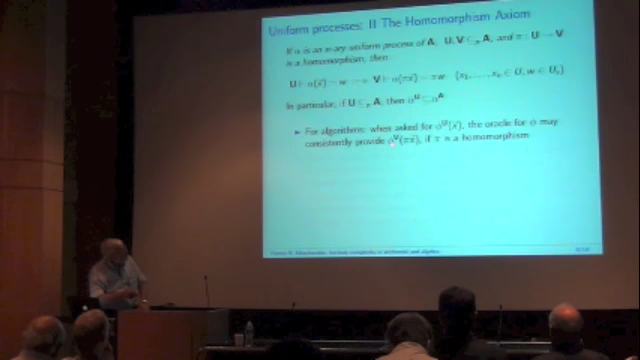 Uniform processes: II The Homomorphism Axiom
If α is an n-ary uniform process of A, U, V ⊆ₚ A, and π : U → V
is a homomorphism, then
U ⊢ α(x⃗) = w ⟹ V ⊢ α(πx⃗) = πw (x₁, ..., xₙ ∈ U, w ∈ Uₛ)
In particular, if U ⊆ₚ A, then αᵁ ⊑ αᴬ
► For algorithms: when asked for ϕᵁ(x⃗), the oracle for ϕ may
consistently provide ϕⱽ(πx⃗), if π is a homomorphism